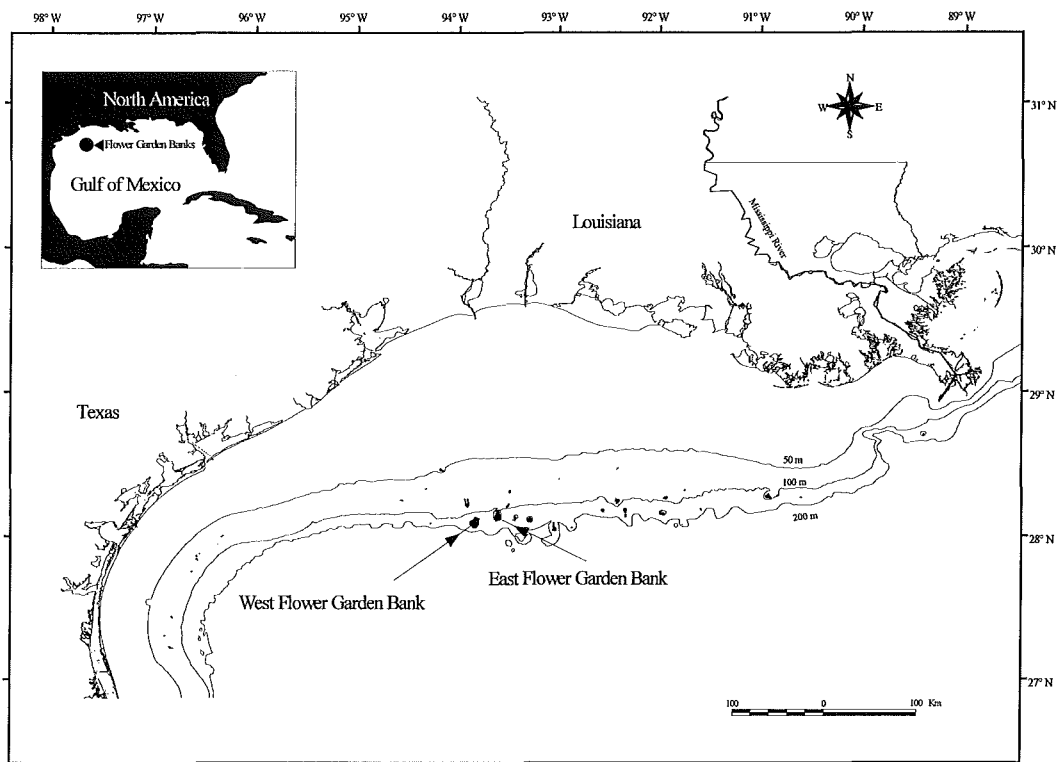 98° W 97° W 96° W 95° W 94° W 93° W 92° W 91° W 90° W 89° W
North America
Flower Garden Banks
Gulf of Mexico
N
W E
S
31° N
Louisiana
Mississippi River
30° N
29° N
Texas
50 m
100 m
200 m
28° N
East Flower Garden Bank
West Flower Garden Bank
27° N
100 0 100 Km